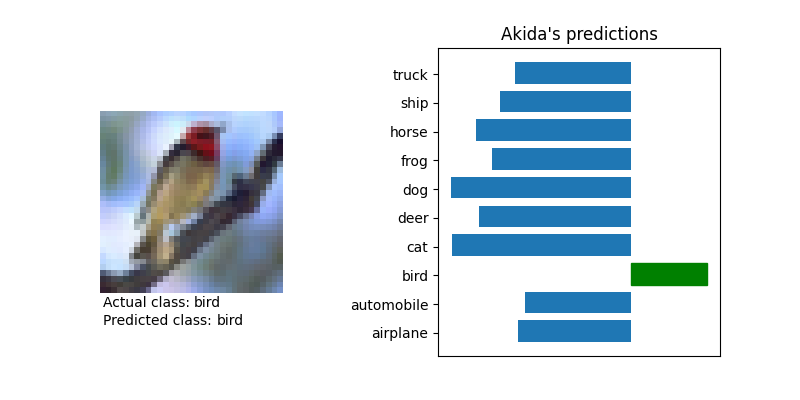 Akida's predictions
truck
ship
horse
frog
dog
deer
cat
bird
automobile
airplane
Actual class: bird
Predicted class: bird